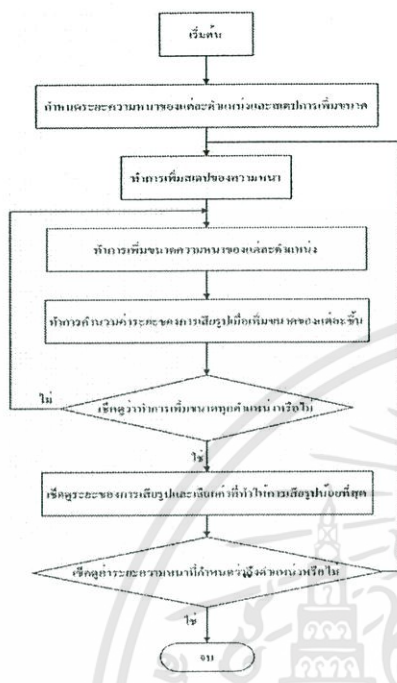 เริ่มต้น
กำหนดระยะความหนาของแต่ละตำแหน่งและสเตปการเพิ่มขนาด
ทำการเพิ่มสเตปของความหนา
ทำการเพิ่มขนาดความหนาของแต่ละตำแหน่ง
ทำการคำนวนค่าระยะของการเสียรูปเมื่อเพิ่มขนาดของแต่ละชิ้น
ไม่
เช็คดูว่าทำการเพิ่มขนาดทุกตำแหน่งหรือไม่
ใช่
เช็คดูระยะของการเสียรูปและเลือกค่าที่ทำให้การเสียรูปน้อยที่สุด
เช็คดูค่าระยะความหนาที่กำหนดว่าถึงตำแหน่งหรือไม่
ใช่
จบ